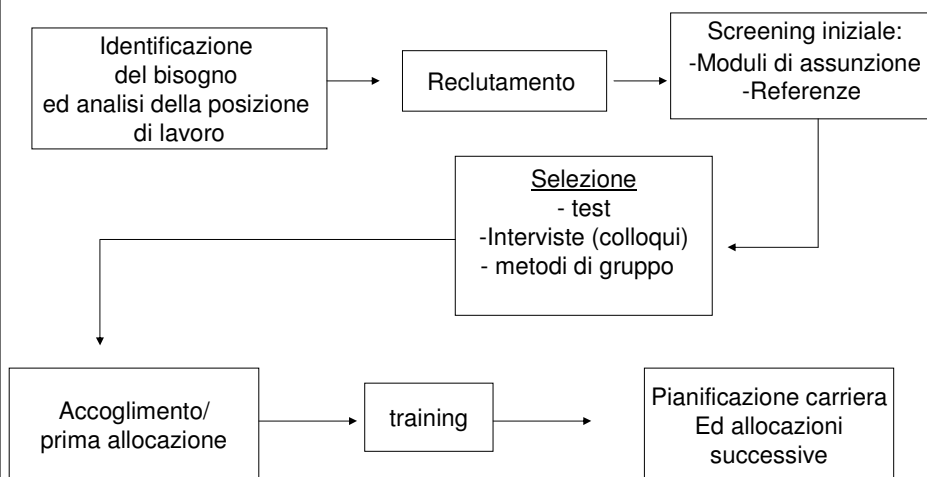 Identificazione
del bisogno
ed analisi della posizione
di lavoro
Reclutamento
Screening iniziale:
-Moduli di assunzione
-Referenze
Selezione
- test
-Interviste (colloqui)
- metodi di gruppo
Accoglimento/
prima allocazione
training
Pianificazione carriera
Ed allocazioni
successive